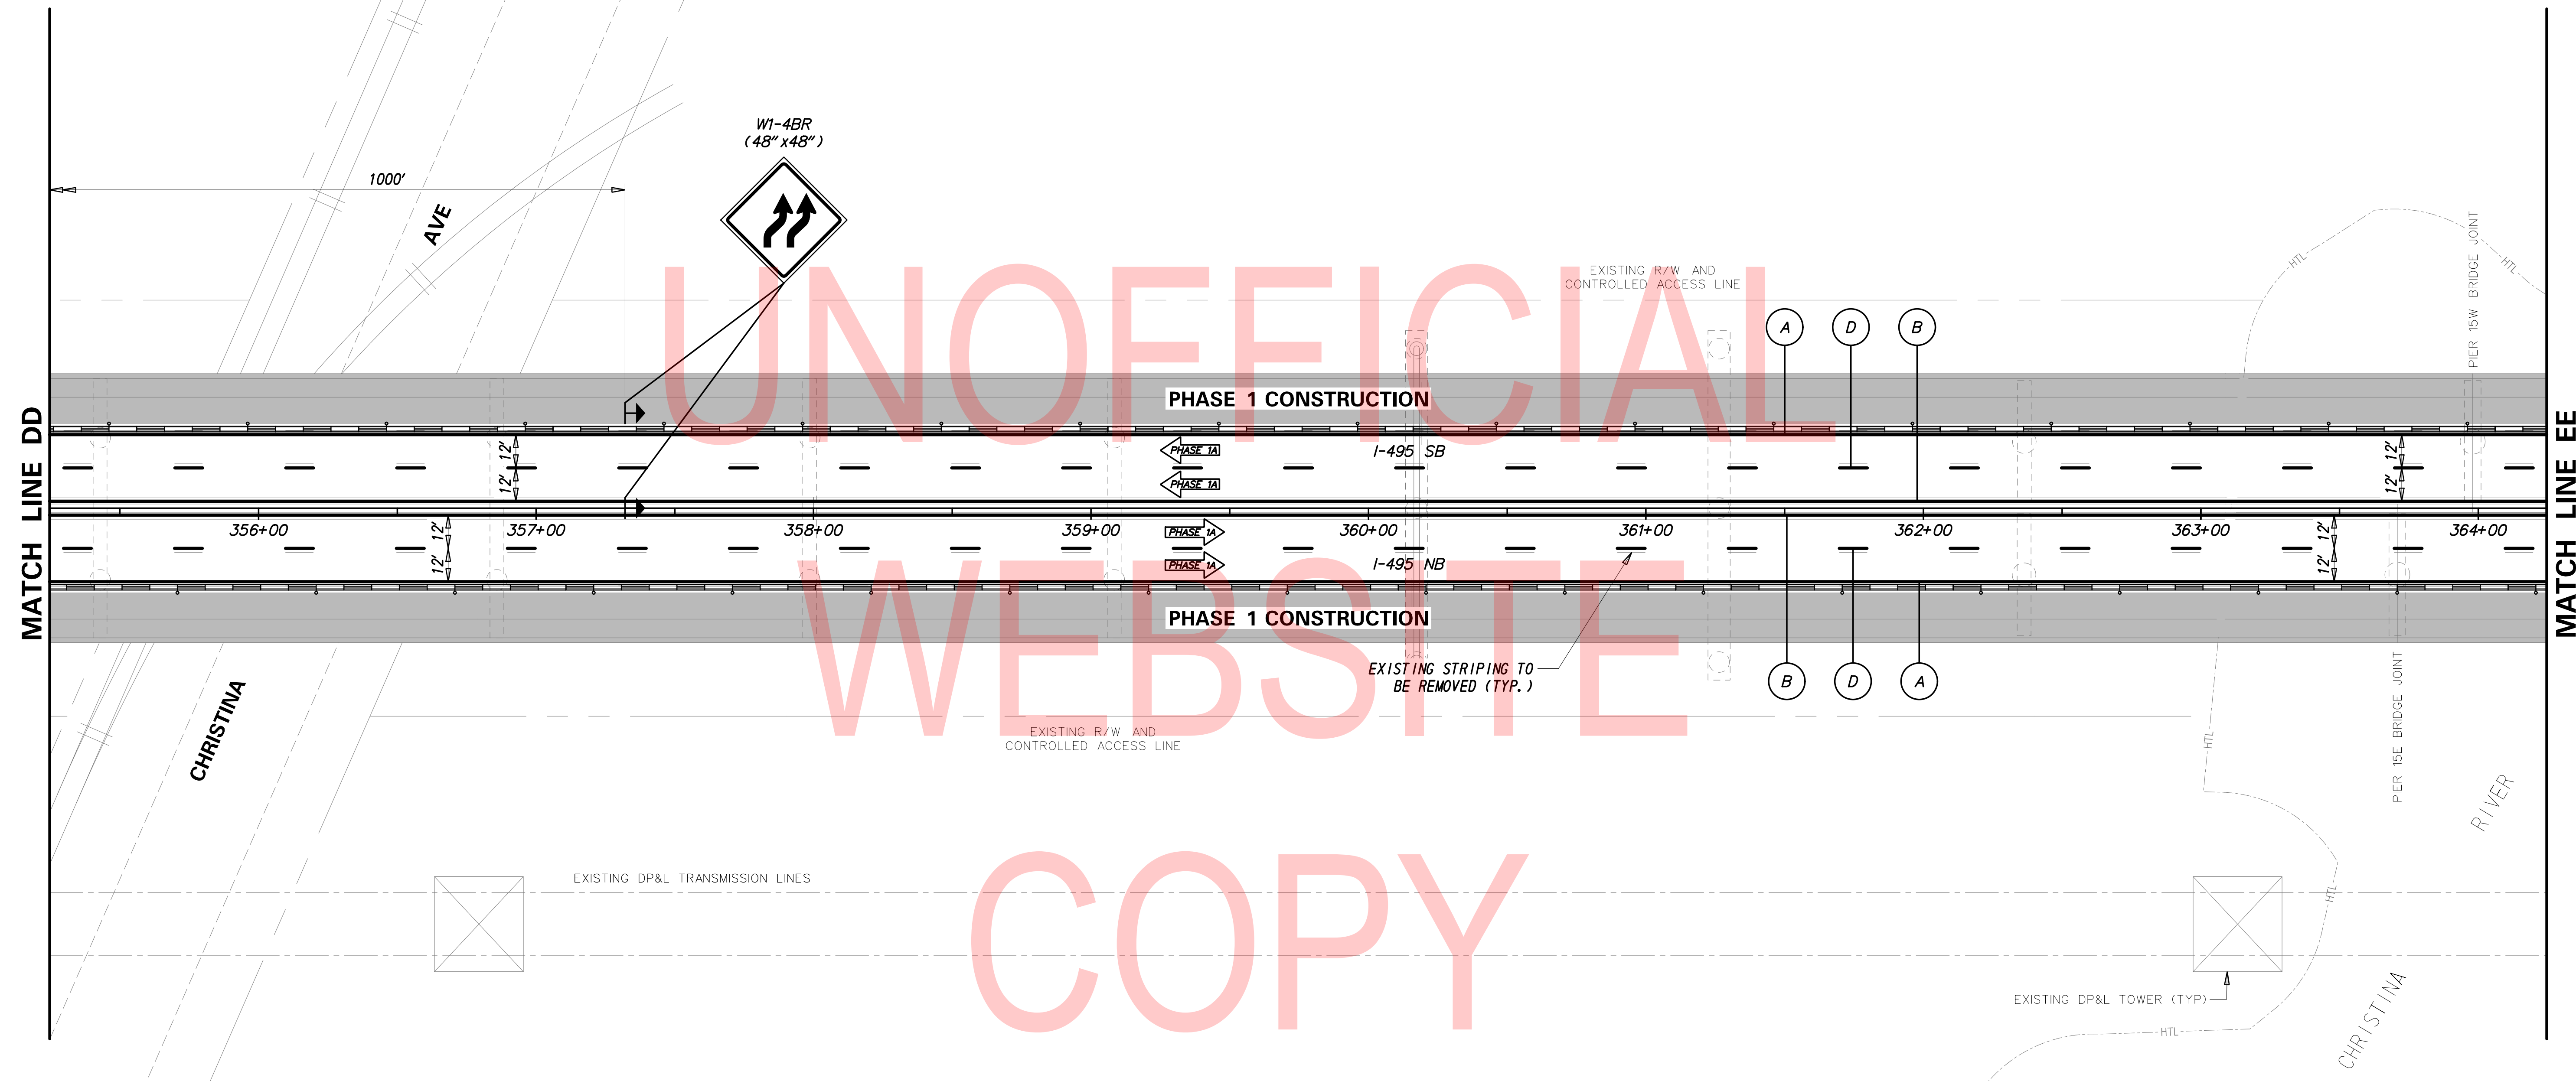 W1-4BR
(48"x48")
1000'
AVE
EXISTING R/W AND
CONTROLLED ACCESS LINE
HTL
HTL
PIER 15W BRIDGE JOINT
A
D
B
UNOFFICIAL
PHASE 1 CONSTRUCTION
MATCH LINE DD
MATCH LINE EE
12'
12'
PHASE 1A
I-495 SB
12'
12'
PHASE 1A
356+00
357+00
358+00
359+00
360+00
361+00
362+00
363+00
364+00
12'
12'
PHASE 1A
PHASE 1A
I-495 NB
12'
12'
WEBSITE
PHASE 1 CONSTRUCTION
EXISTING STRIPING TO
BE REMOVED (TYP.)
B
D
A
CHRISTINA
EXISTING R/W AND
CONTROLLED ACCESS LINE
HTL
PIER 15E BRIDGE JOINT
RIVER
EXISTING DP&L TRANSMISSION LINES
COPY
HTL
EXISTING DP&L TOWER (TYP)
HTL
CHRISTINA